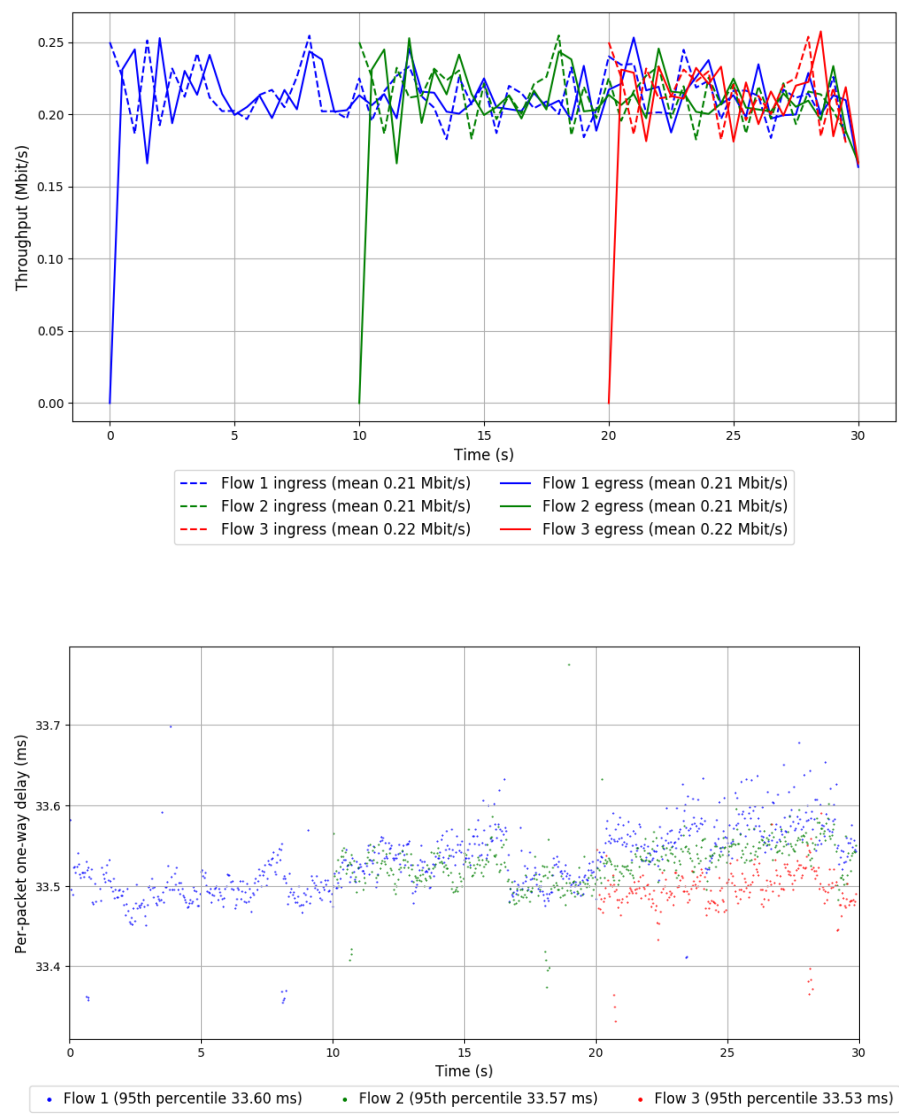 0.25
0.20
0.15
0.10
0.05
0.00
Throughput (Mbit/s)
0 5 10 15 20 25 30
Time (s)
Flow 1 ingress (mean 0.21 Mbit/s) Flow 1 egress (mean 0.21 Mbit/s)
Flow 2 ingress (mean 0.21 Mbit/s) Flow 2 egress (mean 0.21 Mbit/s)
Flow 3 ingress (mean 0.22 Mbit/s) Flow 3 egress (mean 0.22 Mbit/s)
33.7
33.6
33.5
33.4
Per-packet one-way delay (ms)
0 5 10 15 20 25 30
Time (s)
Flow 1 (95th percentile 33.60 ms) Flow 2 (95th percentile 33.57 ms) Flow 3 (95th percentile 33.53 ms)